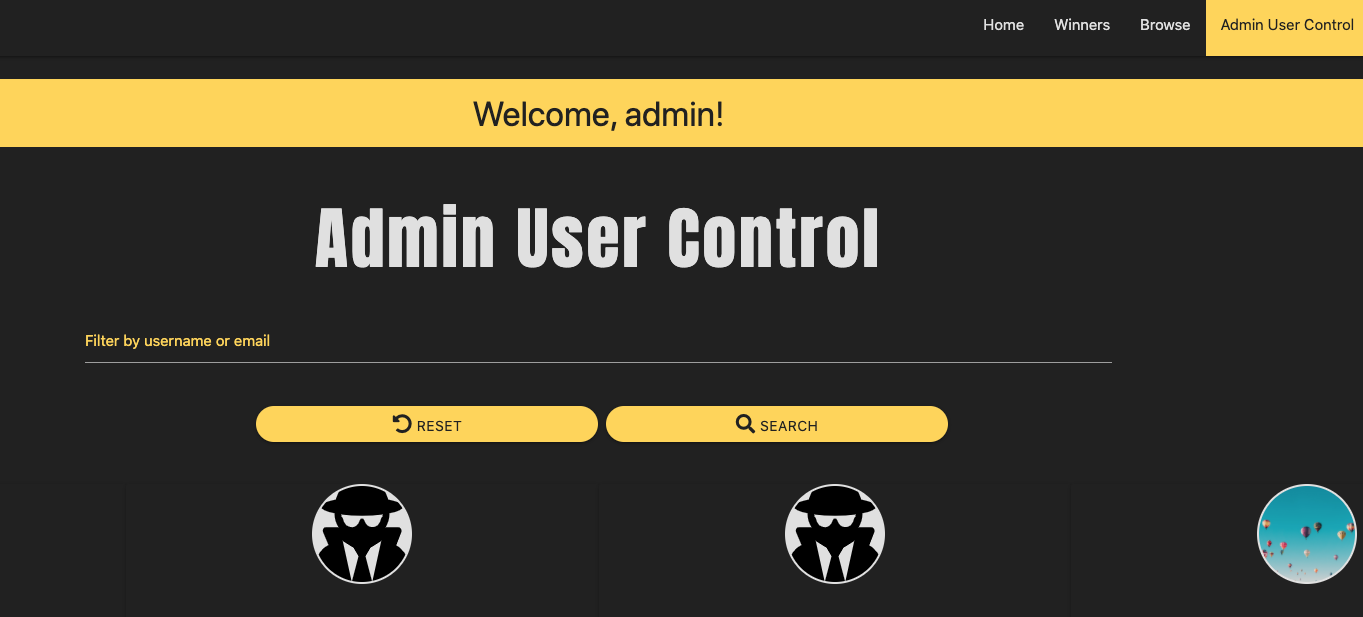 Home Winners Browse Admin User Control
Welcome, admin!
Admin User Control
Filter by username or email
RESET SEARCH